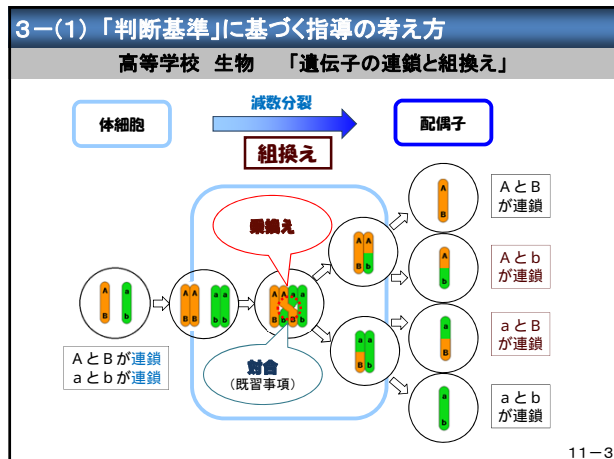 3－(1) 「判断基準」に基づく指導の考え方
高等学校 生物 「遺伝子の連鎖と組換え」
体細胞
減数分裂
配偶子
組換え
乗換え
A
B
AとB
が連鎖
A
b
Aとb
が連鎖
a
B
aとB
が連鎖
a
b
aとb
が連鎖
A
B
a
b
A A
B B
a a
b b
A A a a
B b B b
A A
B b
a a
B b
AとBが連鎖
aとbが連鎖
対合
(既習事項)
11－3